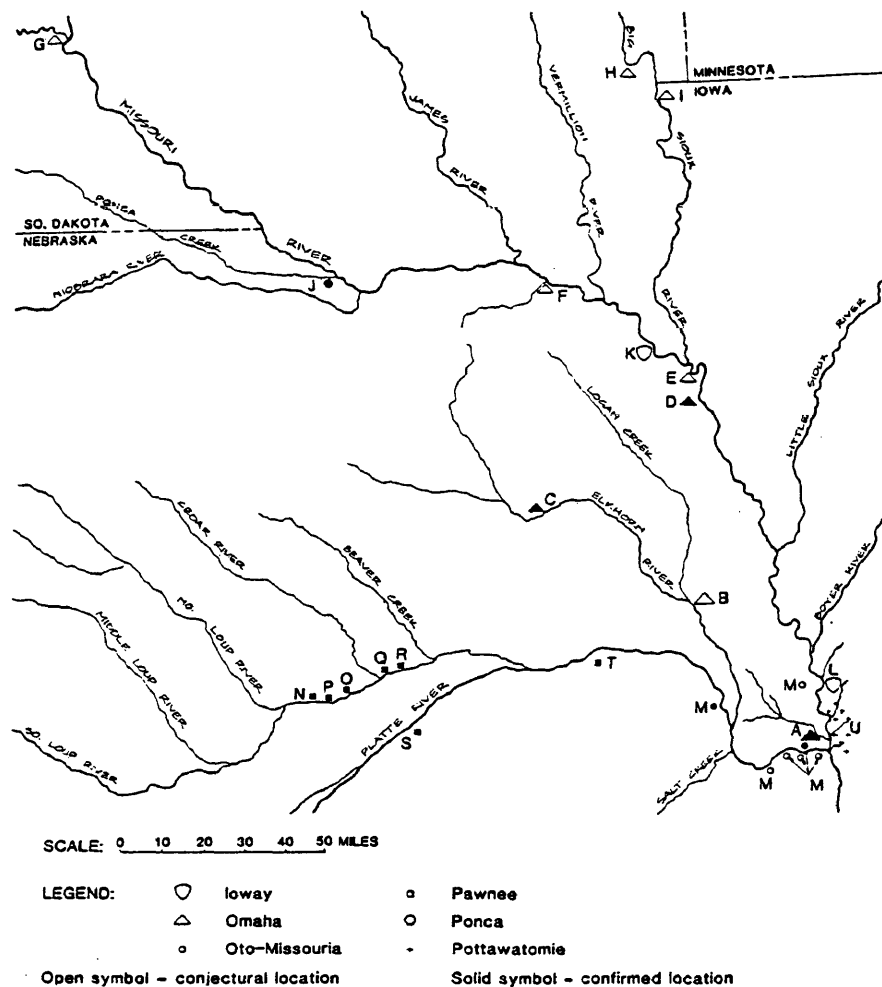 G
H
BIG
MINNESOTA
IOWA
I
MISSOURI
JAMES
VERMILLION
SIOUX
PONCA
RIVER
RIVER
SO. DAKOTA
NEBRASKA
CREEK
RIVER
NIOBRARA RIVER
J
F
RIVER
RIVER
LITTLE SIOUX
K
E
D
LOGAN CREEK
C
ELKHORN
CEDAR RIVER
BEAVER CREEK
RIVER
B
BOYER RIVER
MIDDLE LOUP RIVER
NO. LOUP RIVER
N P O Q R
T
M
L
M
A
U
SO. LOUP RIVER
PLATTE RIVER
S
SALT CREEK
M
M
SCALE: 0 10 20 30 40 50 MILES
LEGEND:
Ioway
Pawnee
Omaha
Ponca
Oto-Missouria
Pottawatomie
Open symbol - conjectural location
Solid symbol - confirmed location